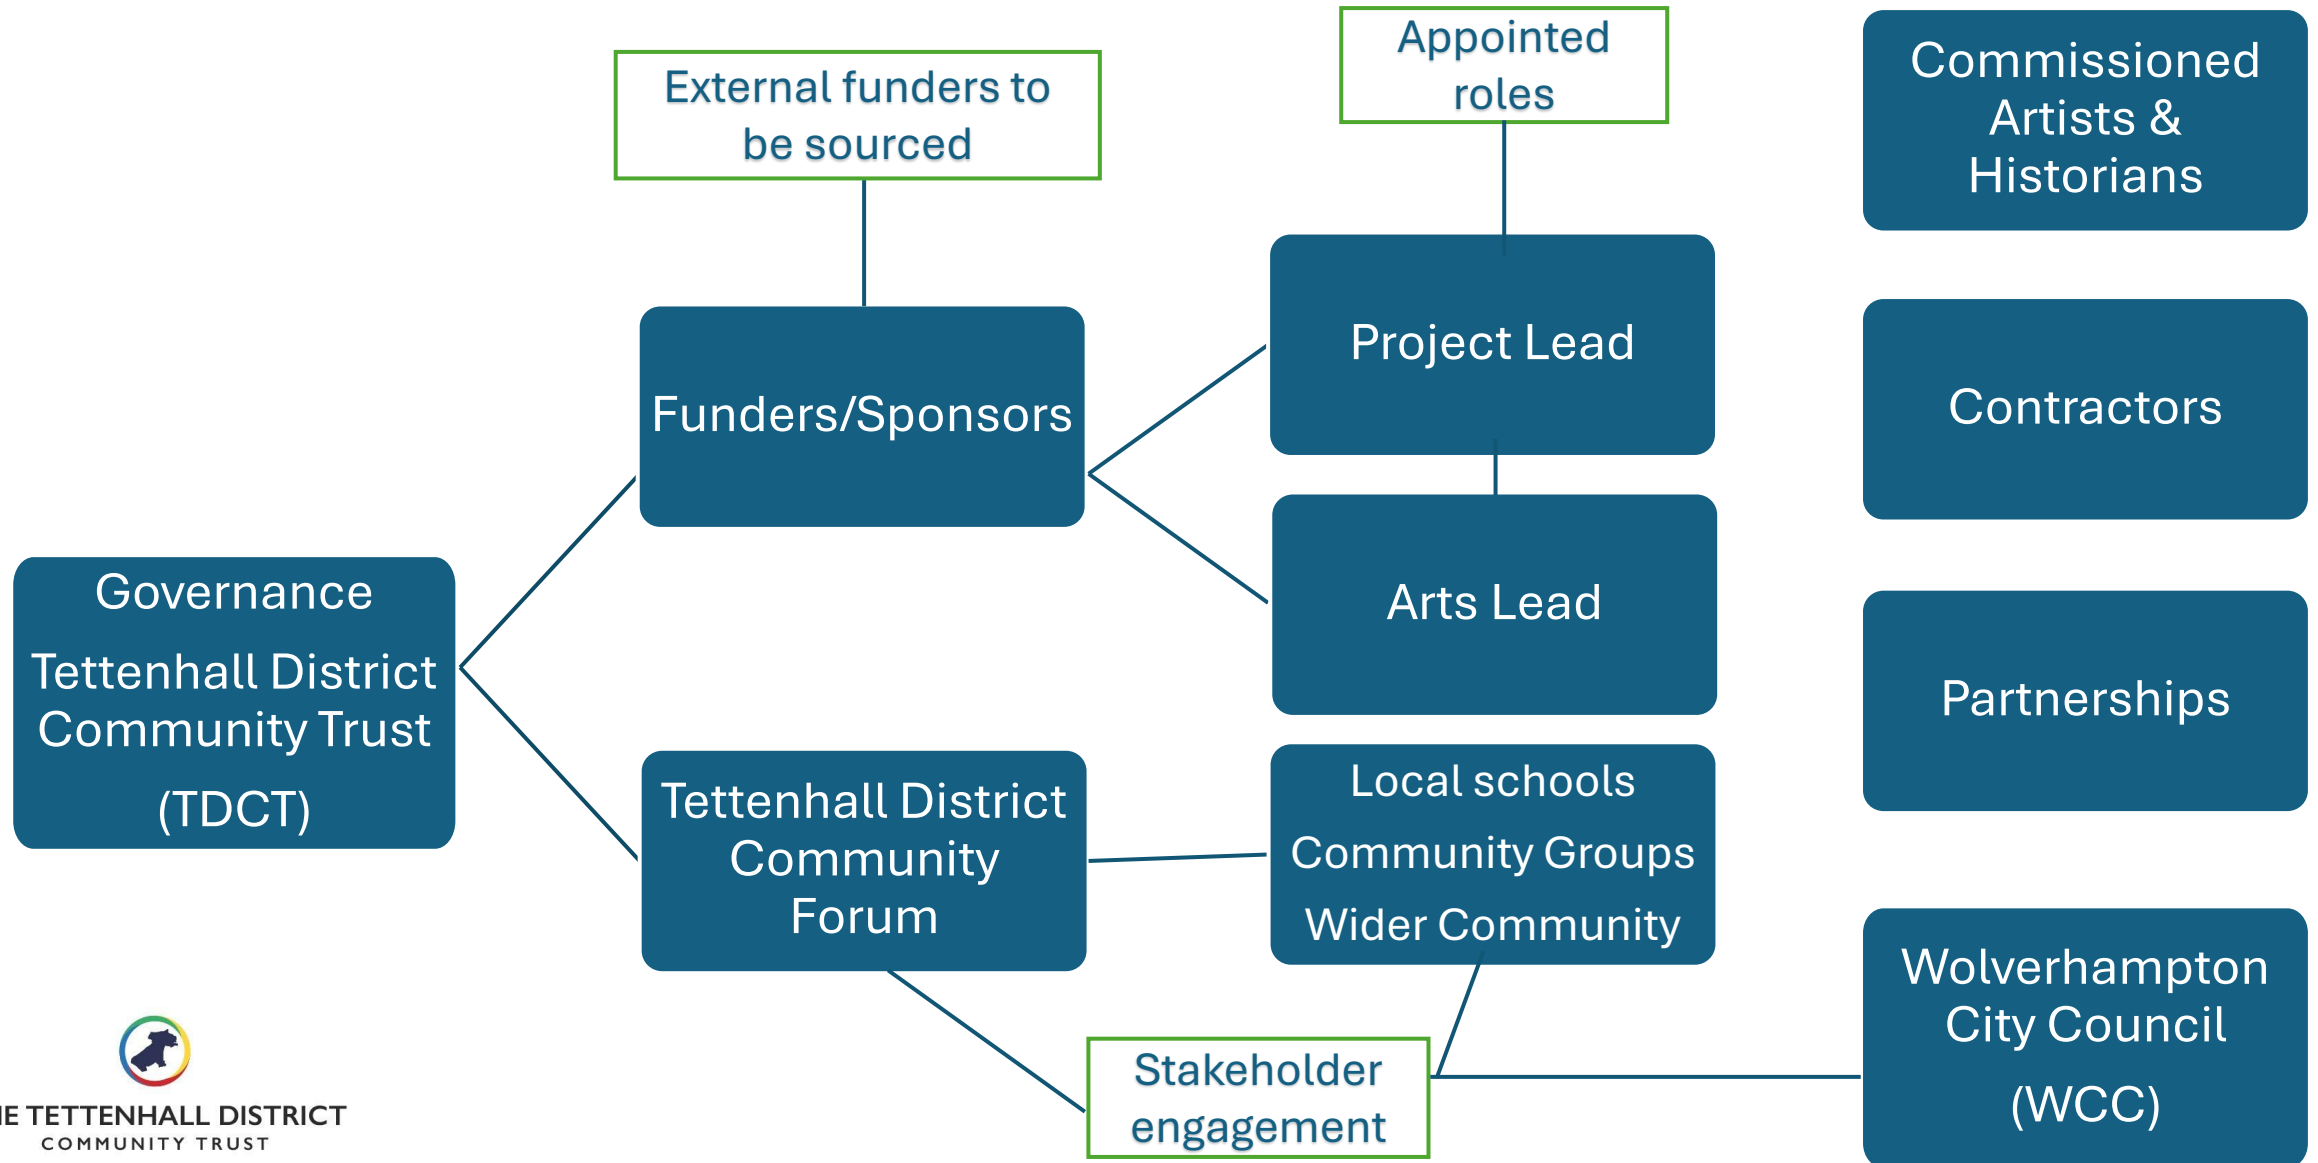 External funders to
be sourced
Appointed
roles
Commissioned
Artists &
Historians
Funders/Sponsors
Project Lead
Contractors
Governance
Tettenhall District
Community Trust
(TDCT)
Arts Lead
Partnerships
Tettenhall District
Community
Forum
Local schools
Community Groups
Wider Community
Wolverhampton
City Council
(WCC)
Stakeholder
engagement
E TETTENHALL DISTRICT
COMMUNITY TRUST